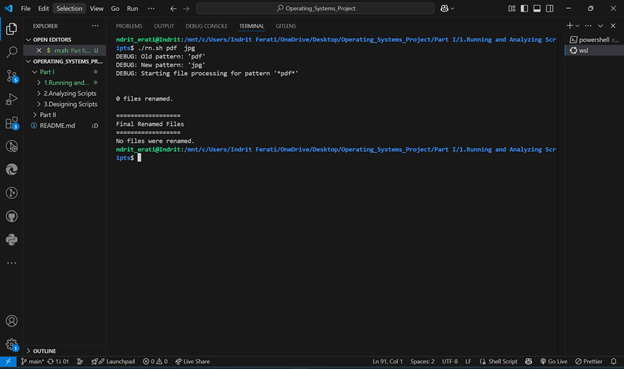 File Edit Selection View Go Run ··· Operating_Systems_Project
EXPLORER ···
OPEN EDITORS
$ rn.sh Part I\... U
OPERATING_SYSTEMS_PR...
Part I
1.Running and...
2.Analyzing Scripts
3.Designing Scripts
Part II
README.md ↓D
OUTLINE
PROBLEMS OUTPUT DEBUG CONSOLE TERMINAL GITLENS
ndrit_erati@Indrit:/mnt/c/Users/Indrit Ferati/OneDrive/Desktop/Operating_Systems_Project/Part I/1.Running and Analyzing Scr
ipts$ ./rn.sh pdf jpg
DEBUG: Old pattern: 'pdf'
DEBUG: New pattern: 'jpg'
DEBUG: Starting file processing for pattern '*pdf*'
0 files renamed.
==================
Final Renamed Files
==================
No files were renamed.
ndrit_erati@Indrit:/mnt/c/Users/Indrit Ferati/OneDrive/Desktop/Operating_Systems_Project/Part I/1.Running and Analyzing Scr
ipts$
powershell
wsl
main* 1↓ 0↑ Launchpad 0 0 Live Share Ln 91, Col 1 Spaces: 2 UTF-8 LF Shell Script Go Live Prettier